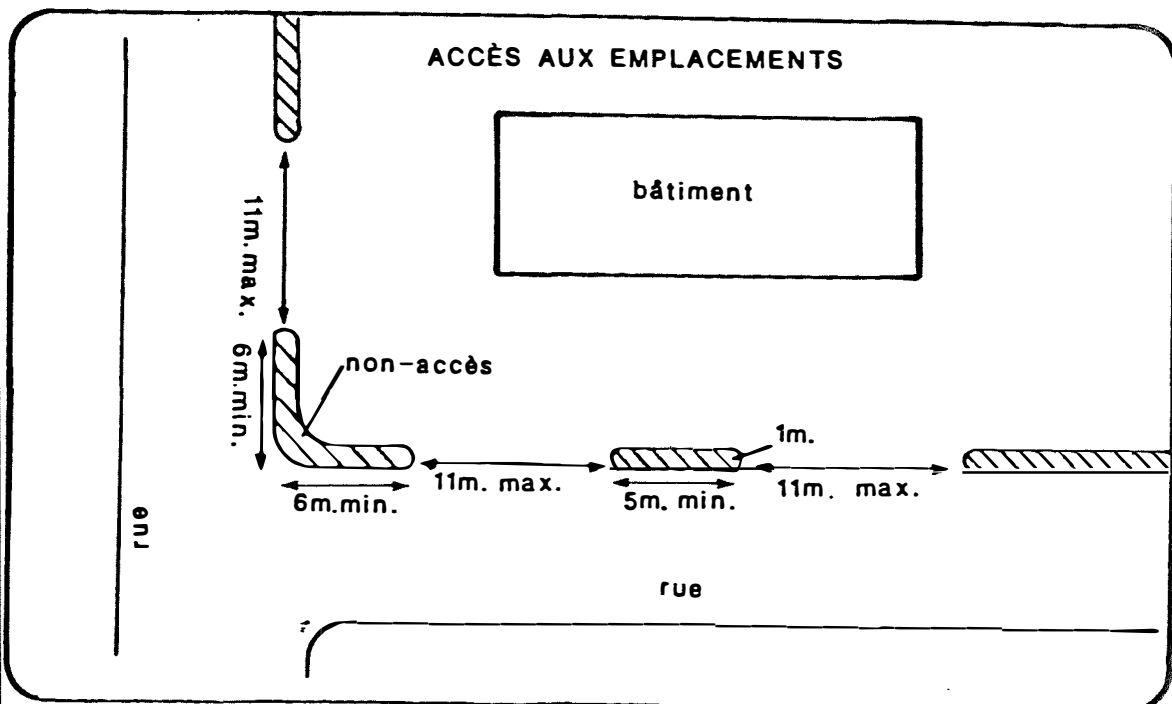 ACCÈS AUX EMPLACEMENTS
bâtiment
11m. max.
6m.min.
non-accès
1m.
11m. max.
11m. max.
6m.min.
5m. min.
rue
rue